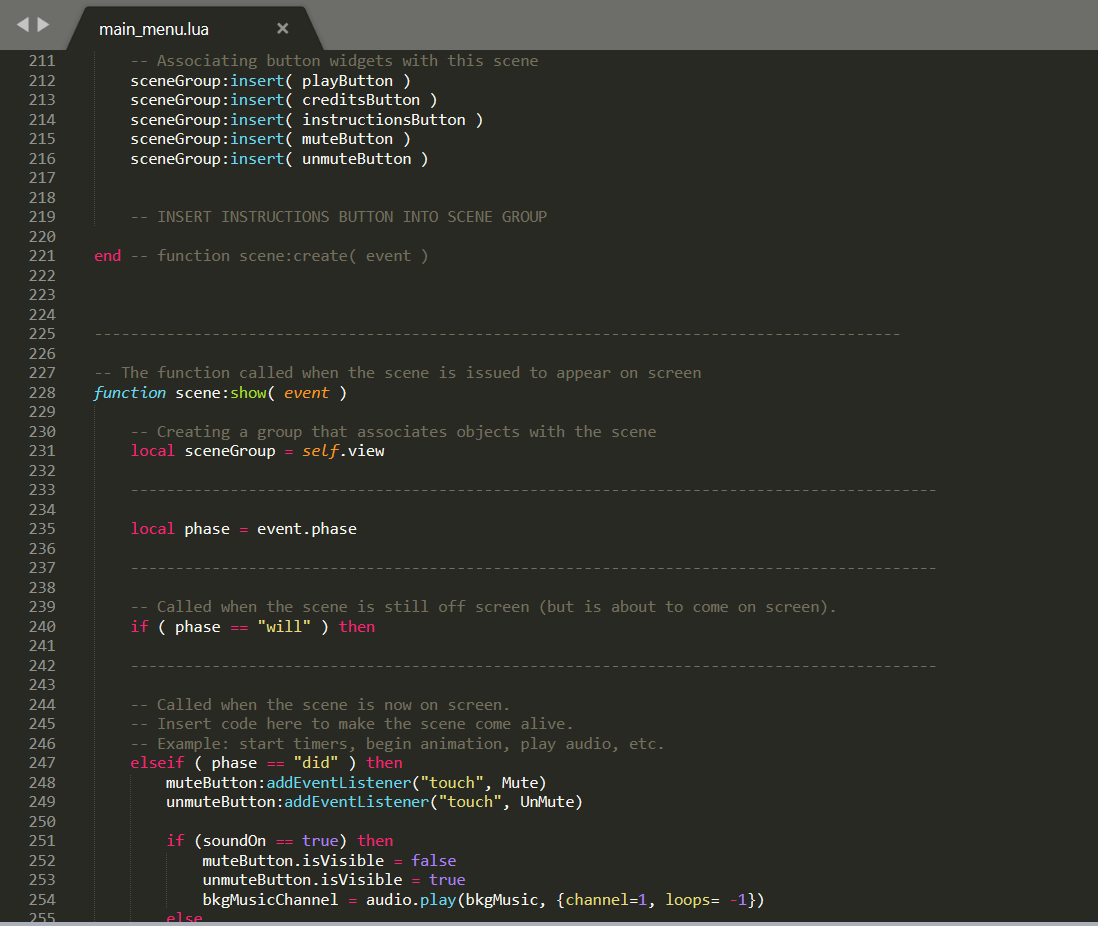 main_menu.lua
211 -- Associating button widgets with this scene
212 sceneGroup:insert( playButton )
213 sceneGroup:insert( creditsButton )
214 sceneGroup:insert( instructionsButton )
215 sceneGroup:insert( muteButton )
216 sceneGroup:insert( unmuteButton )
217
218
219 -- INSERT INSTRUCTIONS BUTTON INTO SCENE GROUP
220
221 end -- function scene:create( event )
222
223
224
225 -----------------------------------------------------------------------------------------
226
227 -- The function called when the scene is issued to appear on screen
228 function scene:show( event )
229
230 -- Creating a group that associates objects with the scene
231 local sceneGroup = self.view
232
233 -----------------------------------------------------------------------------------------
234
235 local phase = event.phase
236
237 -----------------------------------------------------------------------------------------
238
239 -- Called when the scene is still off screen (but is about to come on screen).
240 if ( phase == "will" ) then
241
242 -----------------------------------------------------------------------------------------
243
244 -- Called when the scene is now on screen.
245 -- Insert code here to make the scene come alive.
246 -- Example: start timers, begin animation, play audio, etc.
247 elseif ( phase == "did" ) then
248 muteButton:addEventListener("touch", Mute)
249 unmuteButton:addEventListener("touch", UnMute)
250
251 if (soundOn == true) then
252 muteButton.isVisible = false
253 unmuteButton.isVisible = true
254 bkgMusicChannel = audio.play(bkgMusic, {channel=1, loops= -1})
255 else